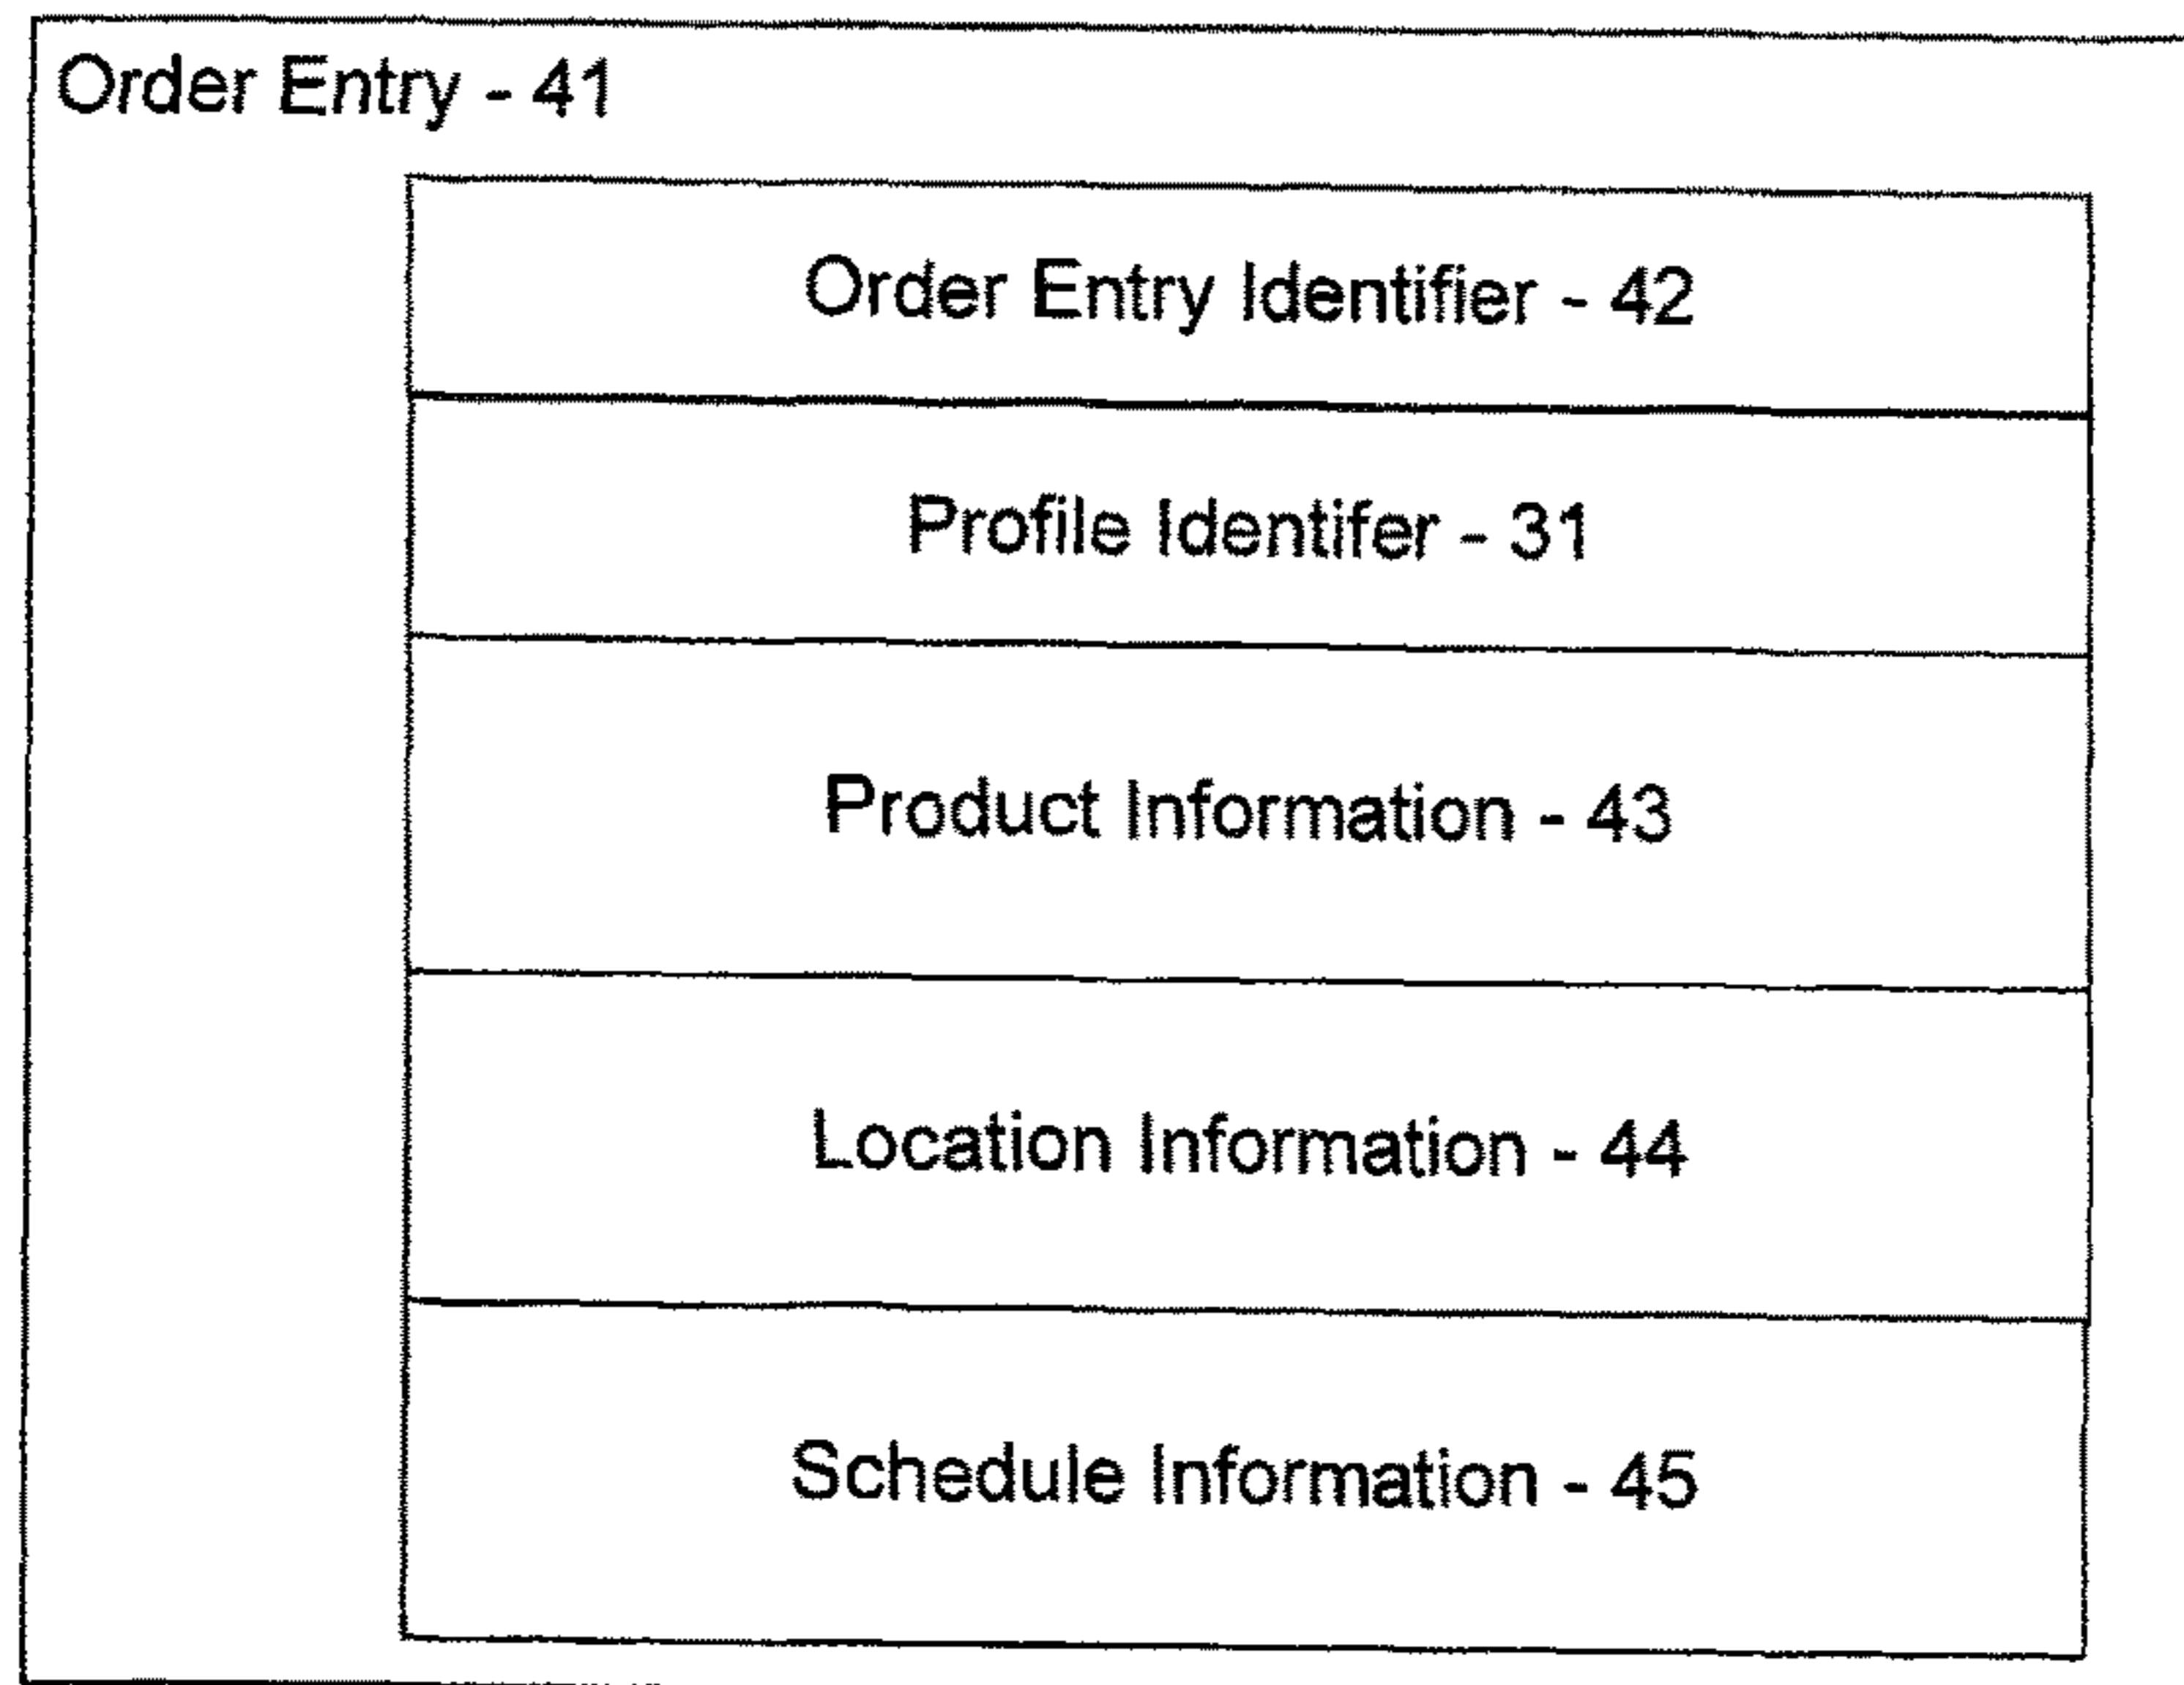 Order Entry - 41
Order Entry Identifier - 42
Profile Identifer - 31
Product Information - 43
Location Information - 44
Schedule Information - 45